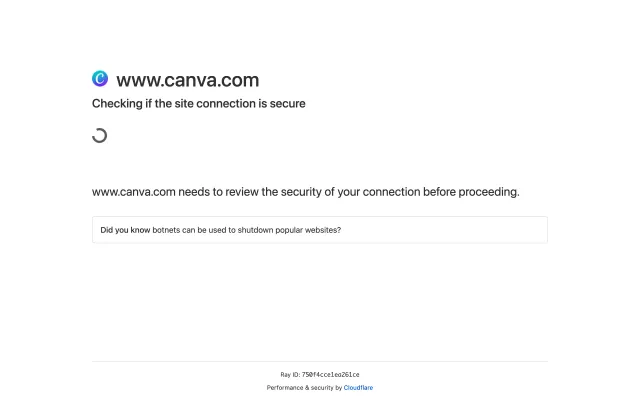 www.canva.com
Checking if the site connection is secure
www.canva.com needs to review the security of your connection before proceeding.
Did you know botnets can be used to shutdown popular websites?
Ray ID: 750f4cce1ea261ce
Performance & security by Cloudflare